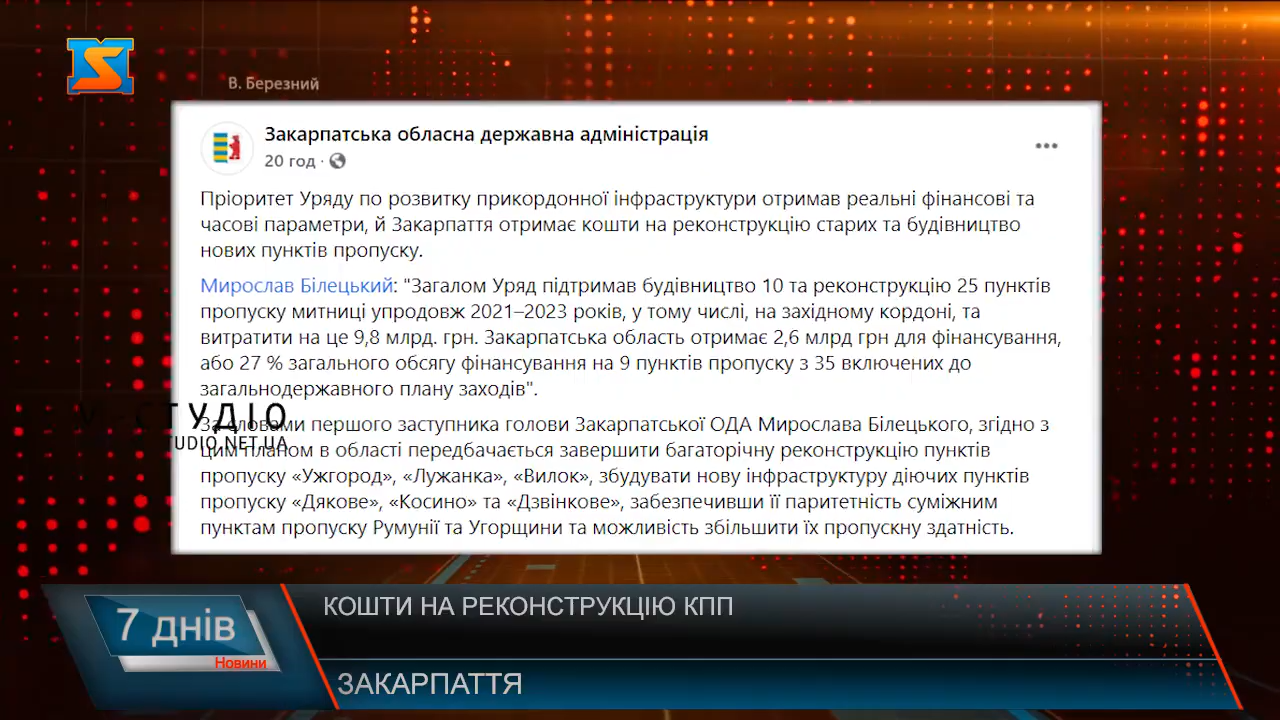 В. Березний
Закарпатська обласна державна адміністрація
20 год ·
Пріоритет Уряду по розвитку прикордонної інфраструктури отримав реальні фінансові та
часові параметри, й Закарпаття отримає кошти на реконструкцію старих та будівництво
нових пунктів пропуску.
Мирослав Білецький: "Загалом Уряд підтримав будівництво 10 та реконструкцію 25 пунктів
пропуску митниці упродовж 2021–2023 років, у тому числі, на західному кордоні, та
витратити на це 9,8 млрд. грн. Закарпатська область отримає 2,6 млрд грн для фінансування,
або 27 % загального обсягу фінансування на 9 пунктів пропуску з 35 включених до
загальнодержавного плану заходів".
За словами першого заступника голови Закарпатської ОДА Мирослава Білецького, згідно з
цим планом в області передбачається завершити багаторічну реконструкцію пунктів
пропуску «Ужгород», «Лужанка», «Вилок», збудувати нову інфраструктуру діючих пунктів
пропуску «Дякове», «Косино» та «Дзвінкове», забезпечивши її паритетність суміжним
пунктам пропуску Румунії та Угорщини та можливість збільшити їх пропускну здатність.
СТУДІО
КОШТИ НА РЕКОНСТРУКЦІЮ КПП
7 днів
Новини
ЗАКАРПАТТЯ